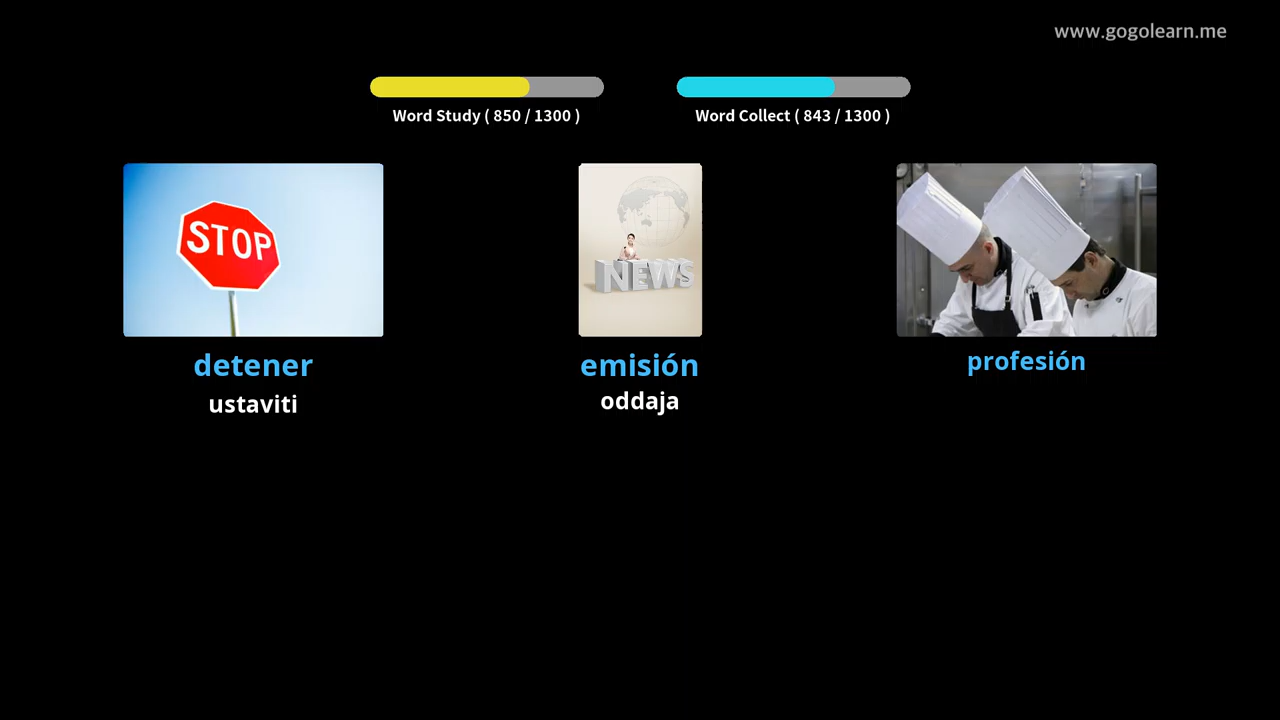 www.gogolearn.me
Word Study ( 850 / 1300 )
Word Collect ( 843 / 1300 )
STOP
NEWS
detener
emisión
profesión
ustaviti
oddaja